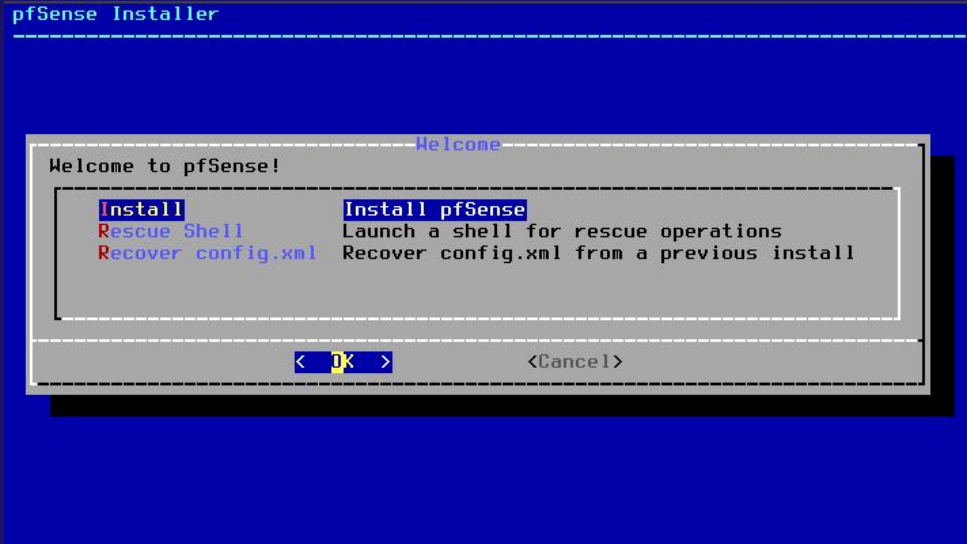 pfSense Installer
Welcome
Welcome to pfSense!
Install Install pfSense
Rescue Shell Launch a shell for rescue operations
Recover config.xml Recover config.xml from a previous install
< OK > <Cancel>